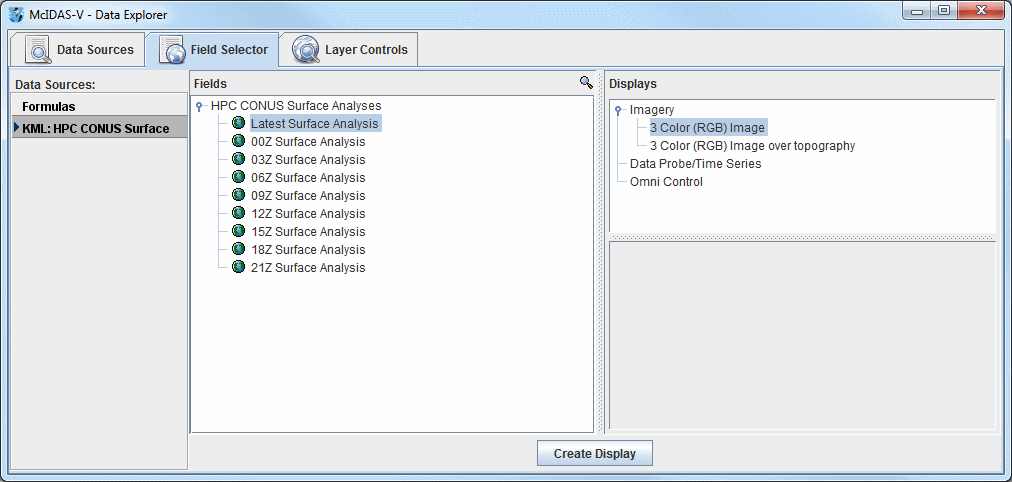 McIDAS-V - Data Explorer
Data Sources
Field Selector
Layer Controls
Data Sources:
Formulas
KML: HPC CONUS Surface
Fields
HPC CONUS Surface Analyses
Latest Surface Analysis
00Z Surface Analysis
03Z Surface Analysis
06Z Surface Analysis
09Z Surface Analysis
12Z Surface Analysis
15Z Surface Analysis
18Z Surface Analysis
21Z Surface Analysis
Displays
Imagery
3 Color (RGB) Image
3 Color (RGB) Image over topography
Data Probe/Time Series
Omni Control
Create Display